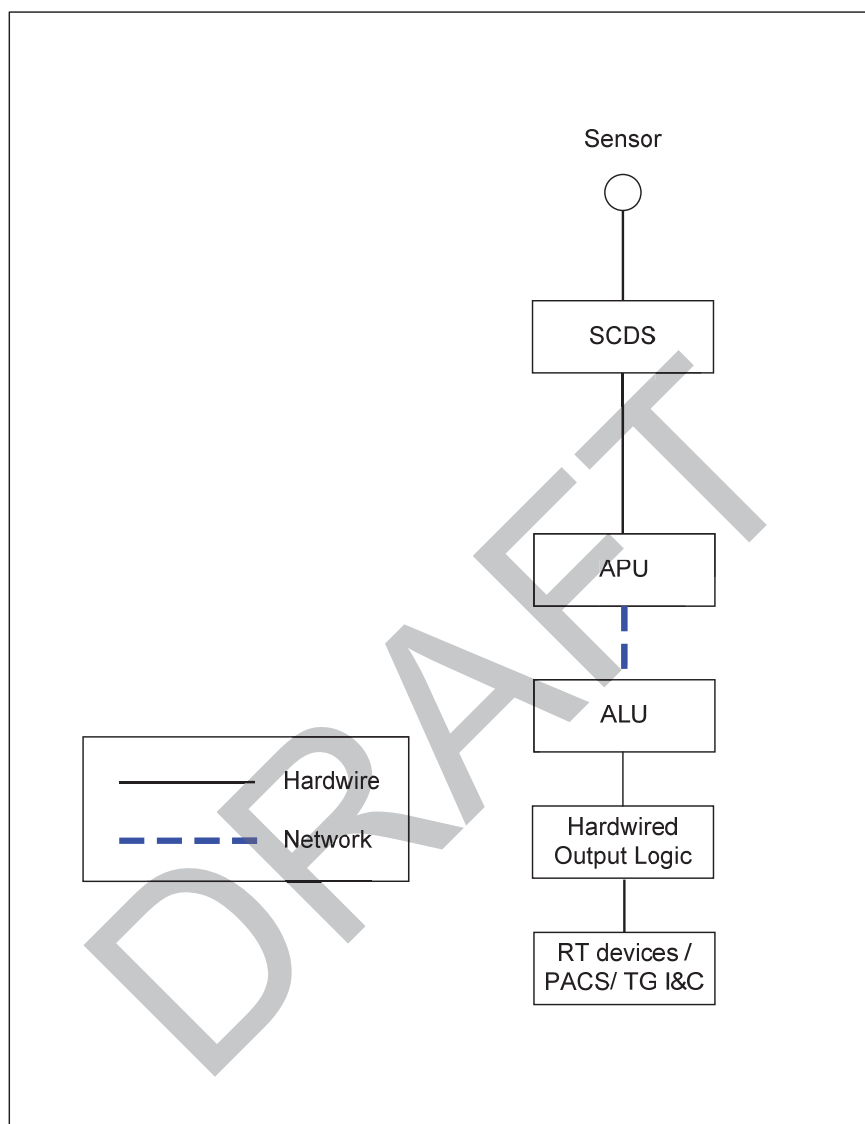 Sensor
SCDS
APU
ALU
Hardwire
Network
Hardwired
Output Logic
RT devices /
PACS/ TG I&C
DRAFT